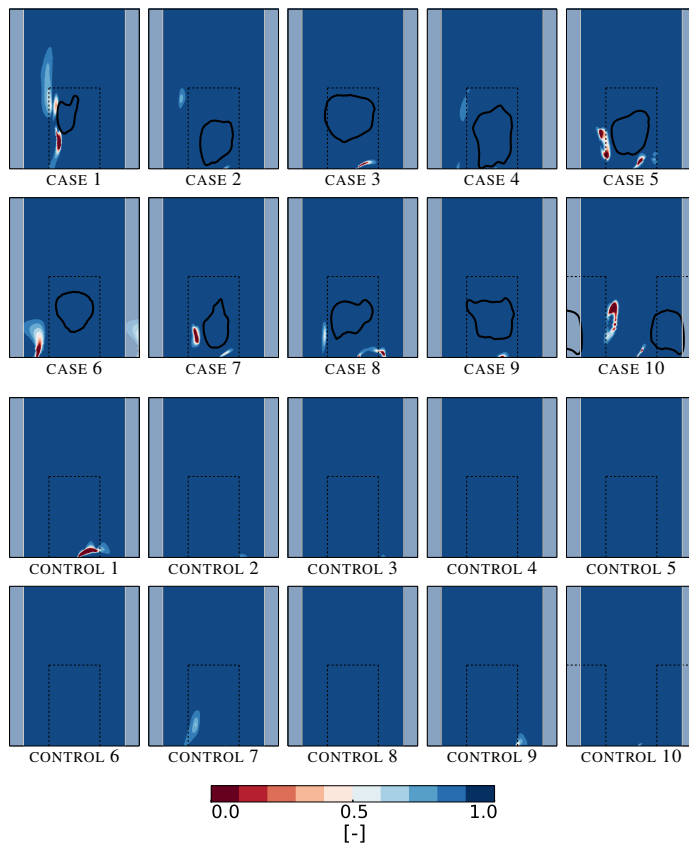 CASE 1 CASE 2 CASE 3 CASE 4 CASE 5
CASE 6 CASE 7 CASE 8 CASE 9 CASE 10
CONTROL 1 CONTROL 2 CONTROL 3 CONTROL 4 CONTROL 5
CONTROL 6 CONTROL 7 CONTROL 8 CONTROL 9 CONTROL 10
0.0 0.5 1.0
[-]